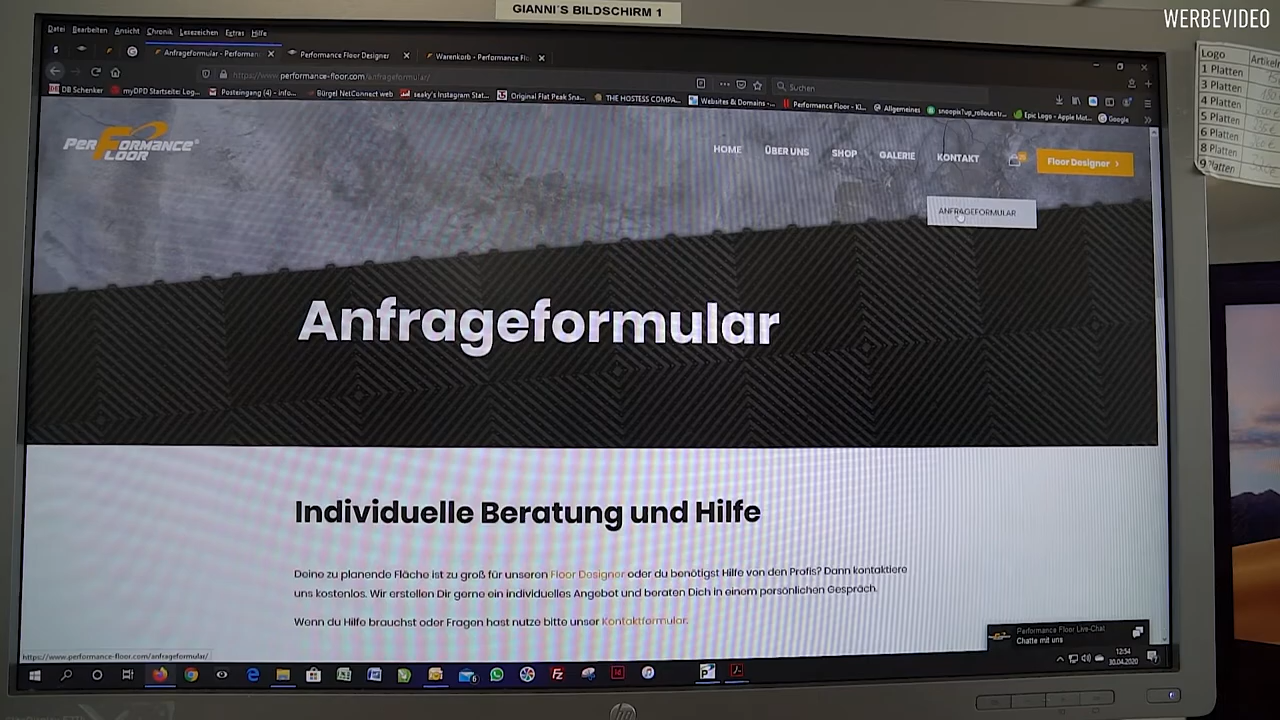 GIANNI´S BILDSCHIRM 1
WERBEVIDEO
Datei Bearbeiten Ansicht Chronik Lesezeichen Extras Hilfe
Anfrageformular - Performan
Performance Floor Designer
Warenkorb - Performance Flo
https://www.performance-floor.com/anfrageformular/
Suchen
DB Schenker
myDPD Startseite: Log...
Posteingang (4) - info...
Bürgel NetConnect web
seaky's Instagram Stat...
Original Flat Peak Sna...
THE HOSTESS COMPA...
Websites & Domains -...
Performance Floor - Kl...
Allgemeines
Epic Logo - Apple Mot...
Google
PERFORMANCE FLOOR
HOME
ÜBER UNS
SHOP
GALERIE
KONTAKT
Floor Designer >
ANFRAGEFORMULAR
Anfrageformular
Individuelle Beratung und Hilfe
Deine zu planende Fläche ist zu groß für unseren Floor Designer oder du benötigst Hilfe von den Profis? Dann kontaktiere
uns kostenlos. Wir erstellen Dir gerne ein individuelles Angebot und beraten Dich in einem persönlichen Gespräch.
Wenn du Hilfe brauchst oder Fragen hast nutze bitte unser Kontaktformular.
Performance Floor Live-Chat
Chatte mit uns
https://www.performance-floor.com/anfrageformular/
12:54
30.04.2020
hp
Logo
1 Platten
3 Platten
4 Platten
5 Platten
6 Platten
8 Platten
9 Platten